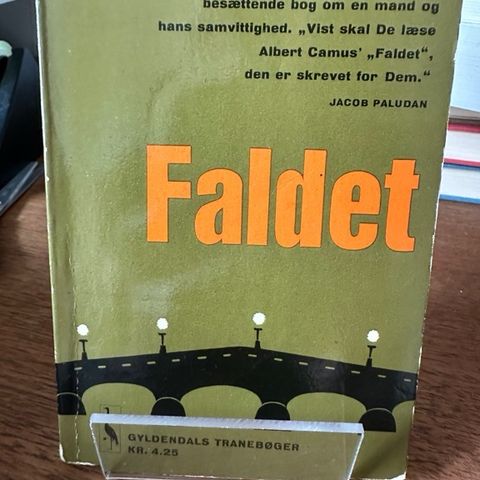 besættende bog om en mand og
hans samvittighed. „Vist skal De læse
Albert Camus' „Faldet“,
den er skrevet for Dem.“
JACOB PALUDAN
Faldet
GYLDENDALS TRANEBØGER
KR. 4.25